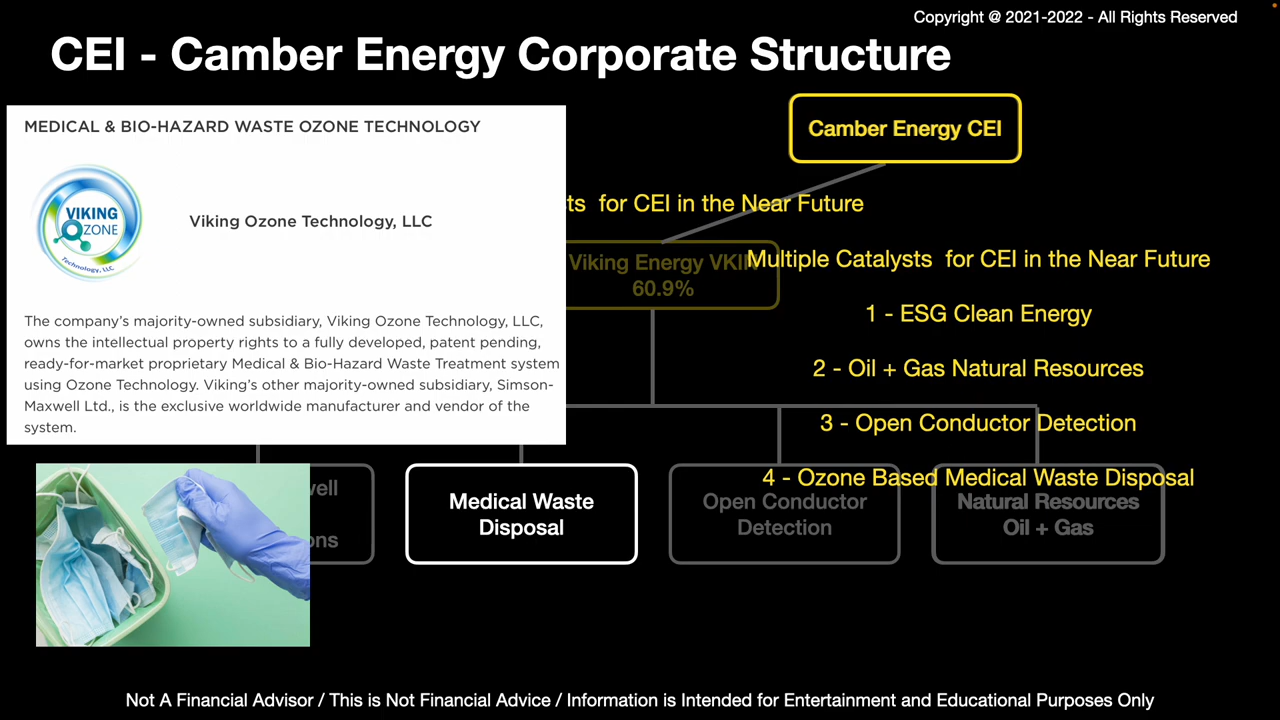 Copyright @ 2021-2022 - All Rights Reserved
CEI - Camber Energy Corporate Structure
MEDICAL & BIO-HAZARD WASTE OZONE TECHNOLOGY
VIKING
OZONE
Technology, LLC
Viking Ozone Technology, LLC
The company's majority-owned subsidiary, Viking Ozone Technology, LLC,
owns the intellectual property rights to a fully developed, patent pending,
ready-for-market proprietary Medical & Bio-Hazard Waste Treatment system
using Ozone Technology. Viking's other majority-owned subsidiary, Simson-
Maxwell Ltd., is the exclusive worldwide manufacturer and vendor of the
system.
Camber Energy CEI
for CEI in the Near Future
Viking Energy VKIN
60.9%
Multiple Catalysts for CEI in the Near Future
1 - ESG Clean Energy
2 - Oil + Gas Natural Resources
3 - Open Conductor Detection
4 - Ozone Based Medical Waste Disposal
Medical Waste
Disposal
Open Conductor
Detection
Natural Resources
Oil + Gas
Not A Financial Advisor / This is Not Financial Advice / Information is Intended for Entertainment and Educational Purposes Only